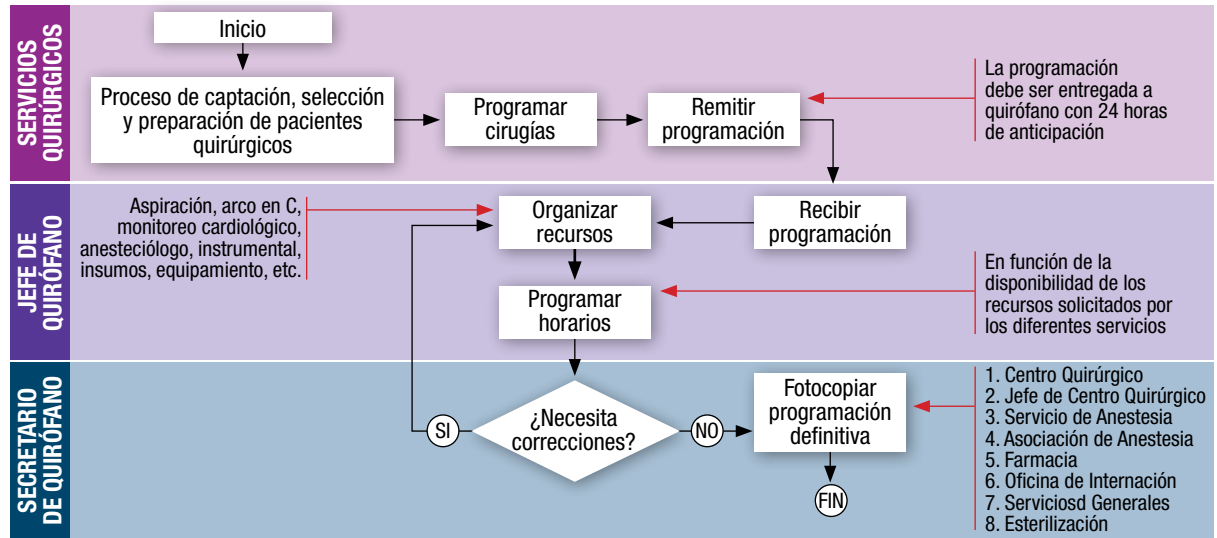 SERVICIOS
QUIRÚRGICOS
Inicio
Proceso de captación, selección
y preparación de pacientes
quirúrgicos
Programar
cirugías
Remitir
programación
La programación
debe ser entregada a
quirófano con 24 horas
de anticipación
JEFE DE
QUIRÓFANO
Aspiración, arco en C,
monitoreo cardiológico,
anesteciólogo, instrumental,
insumos, equipamiento, etc.
Organizar
recursos
Recibir
programación
Programar
horarios
En función de la
disponibilidad de los
recursos solicitados por
los diferentes servicios
SECRETARIO
DE QUIRÓFANO
SI
¿Necesita
correcciones?
NO
Fotocopiar
programación
definitiva
FIN
1. Centro Quirúrgico
2. Jefe de Centro Quirúrgico
3. Servicio de Anestesia
4. Asociación de Anestesia
5. Farmacia
6. Oficina de Internación
7. Serviciosd Generales
8. Esterilización